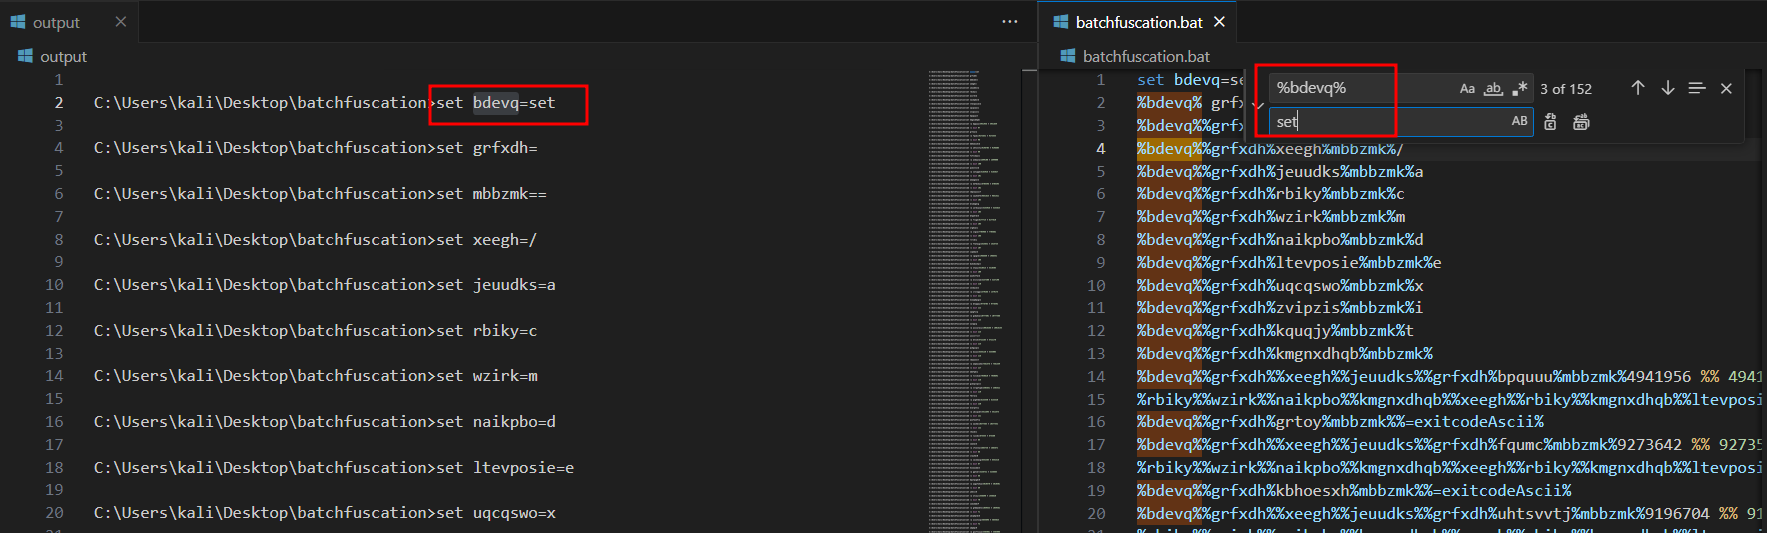 output
output
1
2 C:\Users\kali\Desktop\batchfuscation>set bdevq=set
3
4 C:\Users\kali\Desktop\batchfuscation>set grfxdh=
5
6 C:\Users\kali\Desktop\batchfuscation>set mbbzmk==
7
8 C:\Users\kali\Desktop\batchfuscation>set xeegh=/
9
10 C:\Users\kali\Desktop\batchfuscation>set jeuudks=a
11
12 C:\Users\kali\Desktop\batchfuscation>set rbiky=c
13
14 C:\Users\kali\Desktop\batchfuscation>set wzirk=m
15
16 C:\Users\kali\Desktop\batchfuscation>set naikpbo=d
17
18 C:\Users\kali\Desktop\batchfuscation>set ltevposie=e
19
20 C:\Users\kali\Desktop\batchfuscation>set uqcqswo=x
batchfuscation.bat
batchfuscation.bat
%bdevq% Aa ab 3 of 152
set AB
1 set bdevq=se
2 %bdevq% grfx
3 %bdevq%%grfx
4 %bdevq%%grfxdh%xeegh%mbbzmk%/
5 %bdevq%%grfxdh%jeuudks%mbbzmk%a
6 %bdevq%%grfxdh%rbiky%mbbzmk%c
7 %bdevq%%grfxdh%wzirk%mbbzmk%m
8 %bdevq%%grfxdh%naikpbo%mbbzmk%d
9 %bdevq%%grfxdh%ltevposie%mbbzmk%e
10 %bdevq%%grfxdh%uqcqswo%mbbzmk%x
11 %bdevq%%grfxdh%zvipzis%mbbzmk%i
12 %bdevq%%grfxdh%kquqjy%mbbzmk%t
13 %bdevq%%grfxdh%kmgnxdhqb%mbbzmk%
14 %bdevq%%grfxdh%%xeegh%%jeuudks%%grfxdh%bpquuu%mbbzmk%4941956 %% 4941
15 %rbiky%%wzirk%%naikpbo%%kmgnxdhqb%%xeegh%%rbiky%%kmgnxdhqb%%ltevposi
16 %bdevq%%grfxdh%grtoy%mbbzmk%%=exitcodeAscii%
17 %bdevq%%grfxdh%%xeegh%%jeuudks%%grfxdh%fqumc%mbbzmk%9273642 %% 92735
18 %rbiky%%wzirk%%naikpbo%%kmgnxdhqb%%xeegh%%rbiky%%kmgnxdhqb%%ltevposi
19 %bdevq%%grfxdh%kbhoesxh%mbbzmk%%=exitcodeAscii%
20 %bdevq%%grfxdh%%xeegh%%jeuudks%%grfxdh%uhtsvvtj%mbbzmk%9196704 %% 91